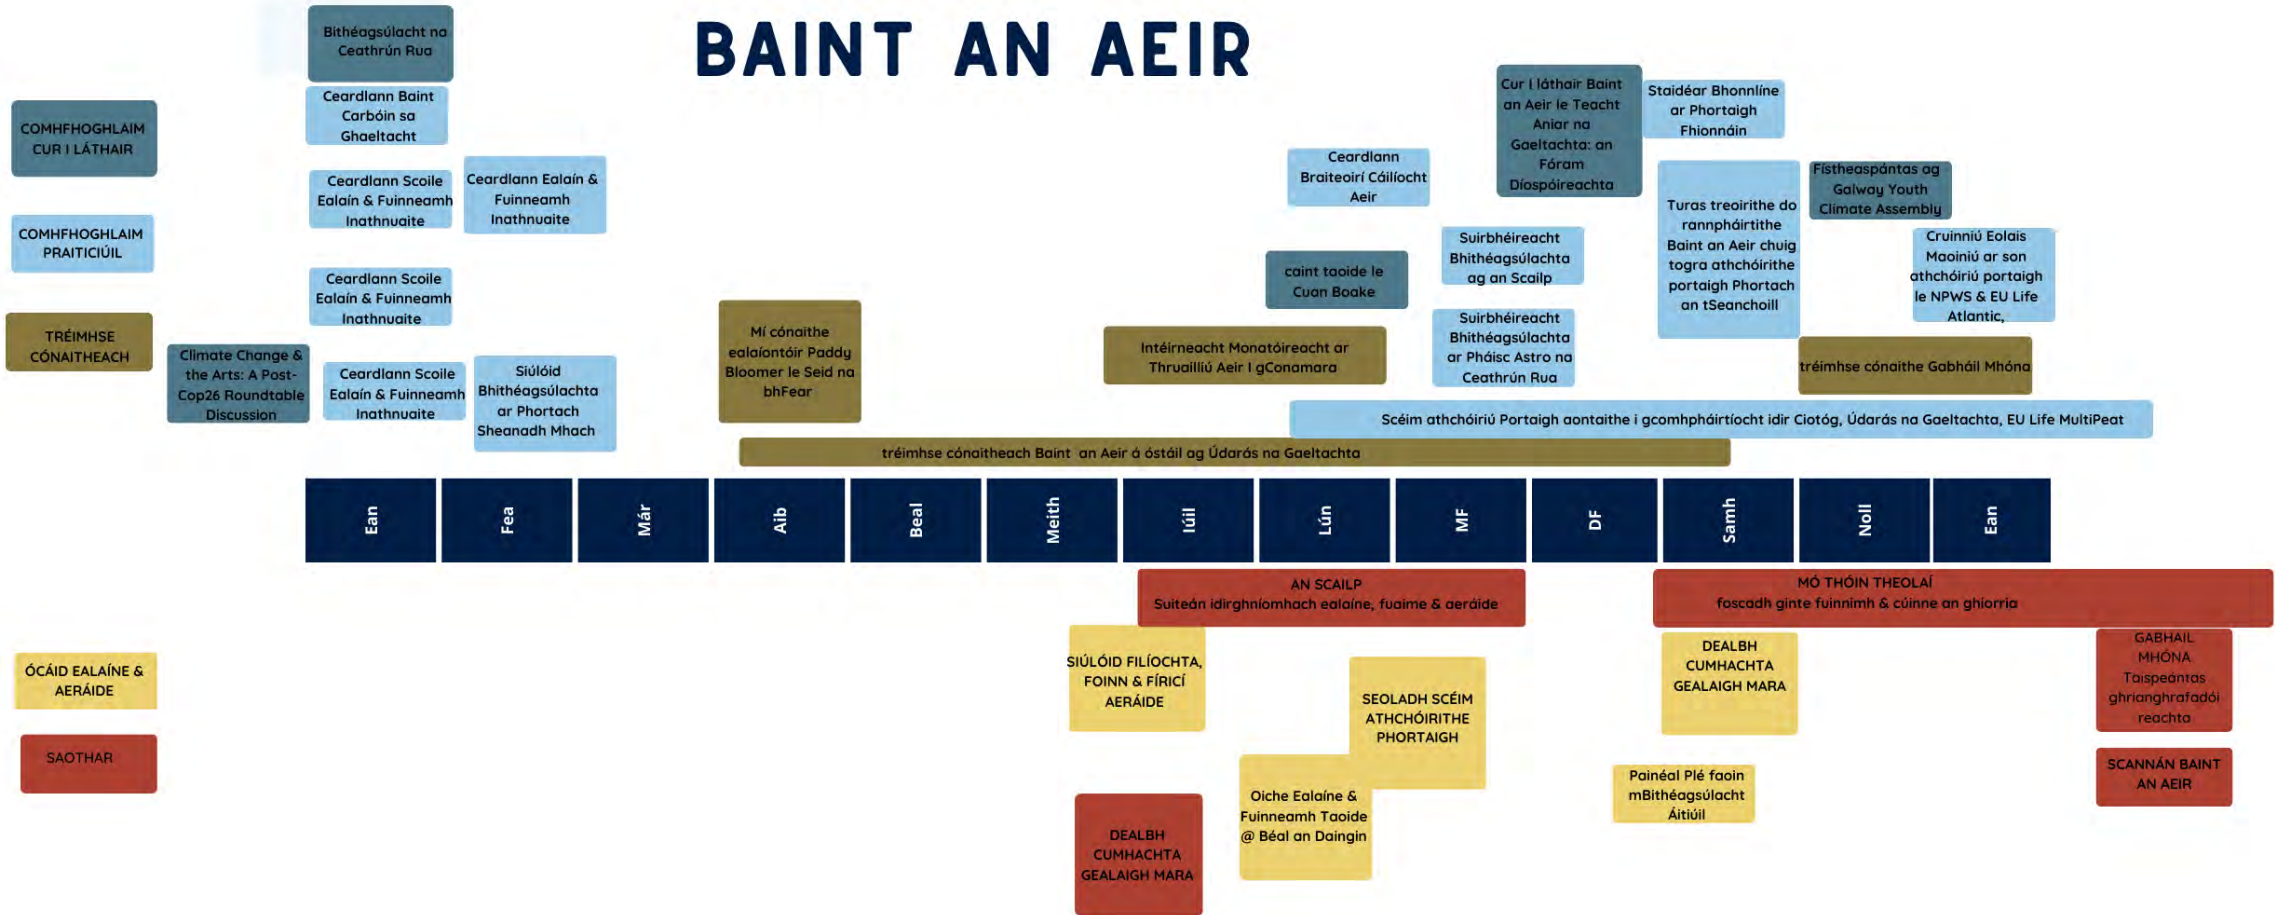 BAINT AN AEIR
COMHFHOGHLAIM
CUR I LÁTHAIR
COMHFHOGHLAIM
PRAITICIÚIL
TRÉIMHSE
CÓNAITHEACH
Bithéagsúlacht na
Ceathrún Rua
Ceardlann Baint
Carbóin sa
Ghaeltacht
Ceardlann Scoile
Ealaín & Fuinneamh
Inathnuaite
Ceardlann Ealaín &
Fuinneamh
Inathnuaite
Ceardlann Scoile
Ealaín & Fuinneamh
Inathnuaite
Climate Change &
the Arts: A Post-
Cop26 Roundtable
Discussion
Ceardlann Scoile
Ealaín & Fuinneamh
Inathnuaite
Siúlóid
Bhithéagsúlachta
ar Phortach
Sheanadh Mhach
Mí cónaithe
ealaíontóir Paddy
Bloomer le Seid na
bhFear
Intéirneacht Monatóireacht ar
Thruailliú Aeir I gConamara
Ceardlann
Braiteoirí Cáilíocht
Aeir
caint taoide le
Cuan Boake
Cur I láthair Baint
an Aeir le Teacht
Aniar na
Gaeltachta: an
Fóram
Díospóireachta
Suirbhéireacht
Bhithéagsúlachta
ag an Scailp
Suirbhéireacht
Bhithéagsúlachta
ar Pháisc Astro na
Ceathrún Rua
Staidéar Bhonnlíne
ar Phortaigh
Fhionnáin
Turas treoirithe do
rannpháirtithe
Baint an Aeir chuig
togra athchóirithe
portaigh Phortach
an tSeanchoill
Fístheaspántas ag
Galway Youth
Climate Assembly
Cruinniú Eolais
Maoiniú ar son
athchóiriú portaigh
le NPWS & EU Life
Atlantic,
tréimhse cónaithe Gabháil Mhóna
Scéim athchóiriú Portaigh aontaithe i gcomhpháirtíocht idir Ciotóg, Údarás na Gaeltachta, EU Life MultiPeat
tréimhse cónaitheach Baint an Aeir á óstáil ag Údarás na Gaeltachta
Ean
Fea
Már
Aib
Beal
Meith
Iúil
Lún
MF
DF
Samh
Noll
Ean
AN SCAILP
Suiteán idirghníomhach ealaíne, fuaime & aeráide
MÓ THÓIN THEOLAÍ
foscadh ginte fuinnimh & cúinne an ghiorria
ÓCÁID EALAÍNE &
AERÁIDE
SAOTHAR
SIÚLÓID FILÍOCHTA,
FOINN & FÍRICÍ
AERÁIDE
DEALBH
CUMHACHTA
GEALAIGH MARA
SEOLADH SCÉIM
ATHCHÓIRITHE
PHORTAIGH
Oiche Ealaíne &
Fuinneamh Taoide
@ Béal an Daingin
DEALBH
CUMHACHTA
GEALAIGH MARA
Painéal Plé faoin
mBithéagsúlacht
Áitiúil
GABHAIL
MHÓNA
Taispeántas
ghrianghrafadói
reachta
SCANNÁN BAINT
AN AEIR